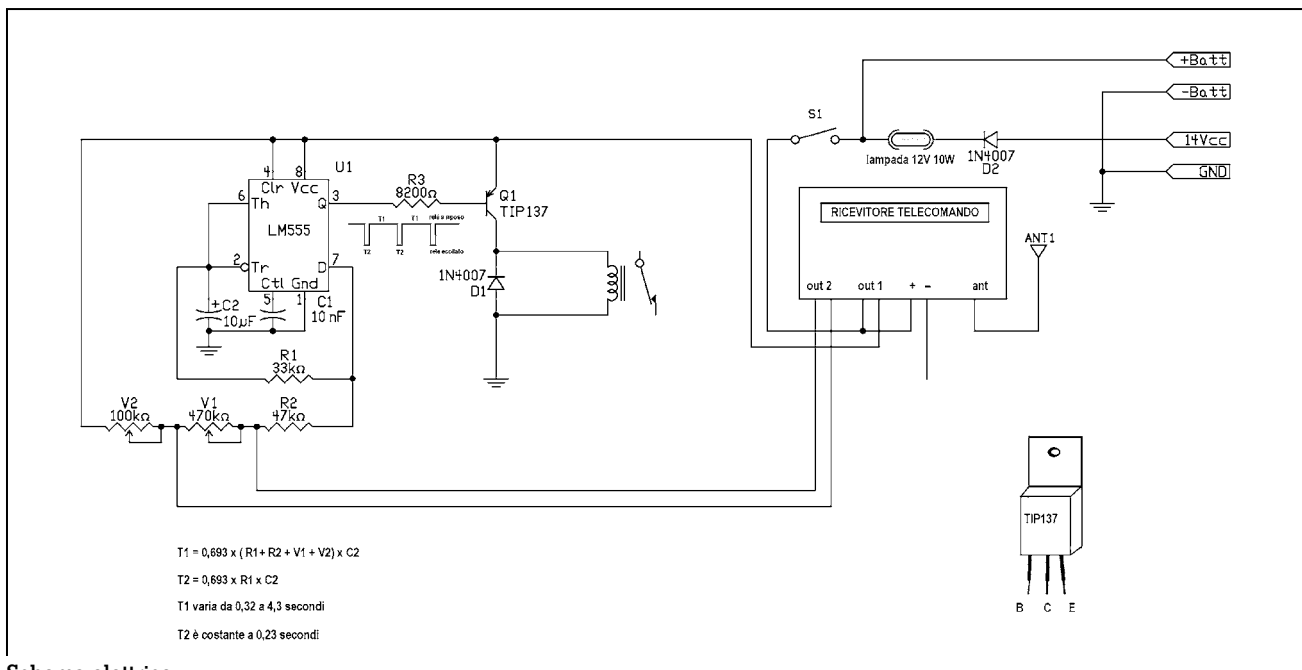 +Batt
-Batt
14Vcc
GND
S1
lampada 12V 10W
1N4007
D2
RICEVITORE TELECOMANDO
ANT1
out 2
out 1
+
–
ant
U1
4
8
Clr Vcc
6
Th
Q
3
LM555
2
Tr
D
7
Ctl Gnd
5
1
C1
10 nF
+
C2
10µF
R3
8200Ω
Q1
TIP137
T1
T1
relè a riposo
T2
T2
relè eccitato
1N4007
D1
R1
33kΩ
V2
100kΩ
V1
470kΩ
R2
47kΩ
T1 = 0,693 x ( R1+ R2 + V1 + V2) x C2
T2 = 0,693 x R1 x C2
T1 varia da 0,32 a 4,3 secondi
T2 è costante a 0,23 secondi
TIP137
B C E